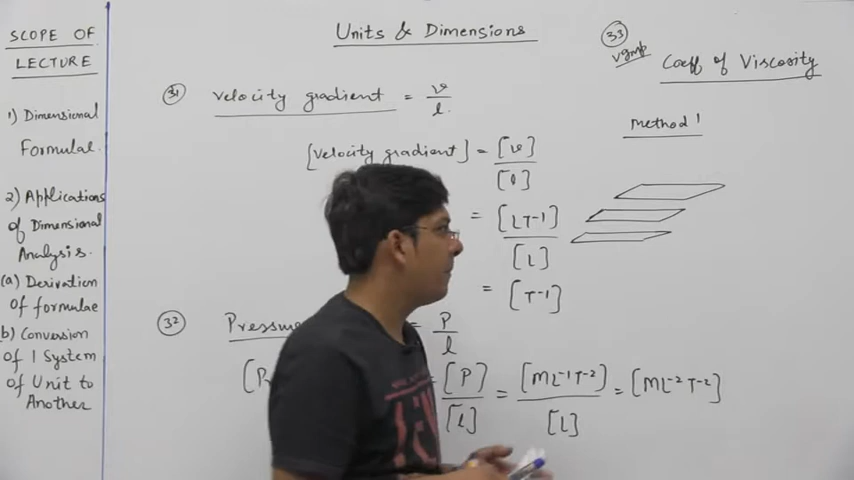 SCOPE OF
LECTURE
1) Dimensional
Formulae.
2) Applications
of Dimensional
Analysis.
(a) Derivation
of formulae
(b) Conversion
of 1 System
of Unit to
Another
Units & Dimensions
31 velocity gradient = v/l.
[velocity gradient] = [v]/[l]
= [LT-1]/[L]
= [T-1]
32 Pressure = P/l
[P = [P]/[l] = [ML-1T-2]/[L] = [ML-2T-2]
33
vgmp Coeff of Viscosity
Method 1